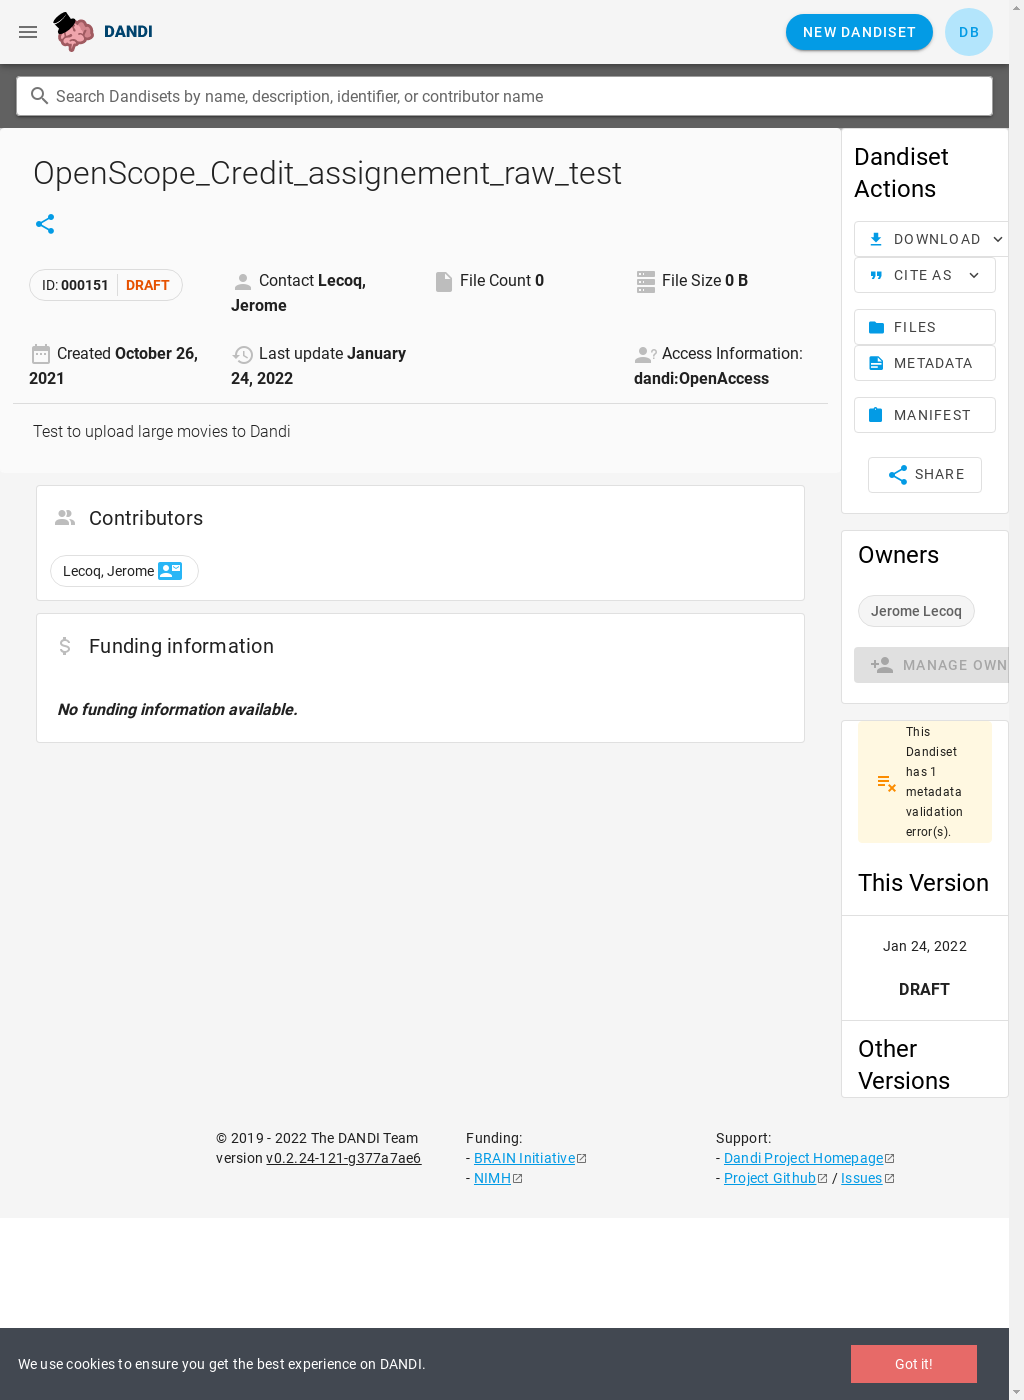 DANDI
NEW DANDISET
DB
Search Dandisets by name, description, identifier, or contributor name
OpenScope_Credit_assignement_raw_test
ID: 000151 DRAFT
Contact Lecoq, Jerome
File Count 0
File Size 0 B
Created October 26, 2021
Last update January 24, 2022
Access Information: dandi:OpenAccess
Test to upload large movies to Dandi
Contributors
Lecoq, Jerome
Funding information
No funding information available.
Dandiset
Actions
DOWNLOAD
CITE AS
FILES
METADATA
MANIFEST
SHARE
Owners
Jerome Lecoq
MANAGE OWN
This
Dandiset
has 1
metadata
validation
error(s).
This Version
Jan 24, 2022
DRAFT
Other
Versions
© 2019 - 2022 The DANDI Team
version v0.2.24-121-g377a7ae6
Funding:
- BRAIN Initiative
- NIMH
Support:
- Dandi Project Homepage
- Project Github / Issues
We use cookies to ensure you get the best experience on DANDI.
Got it!